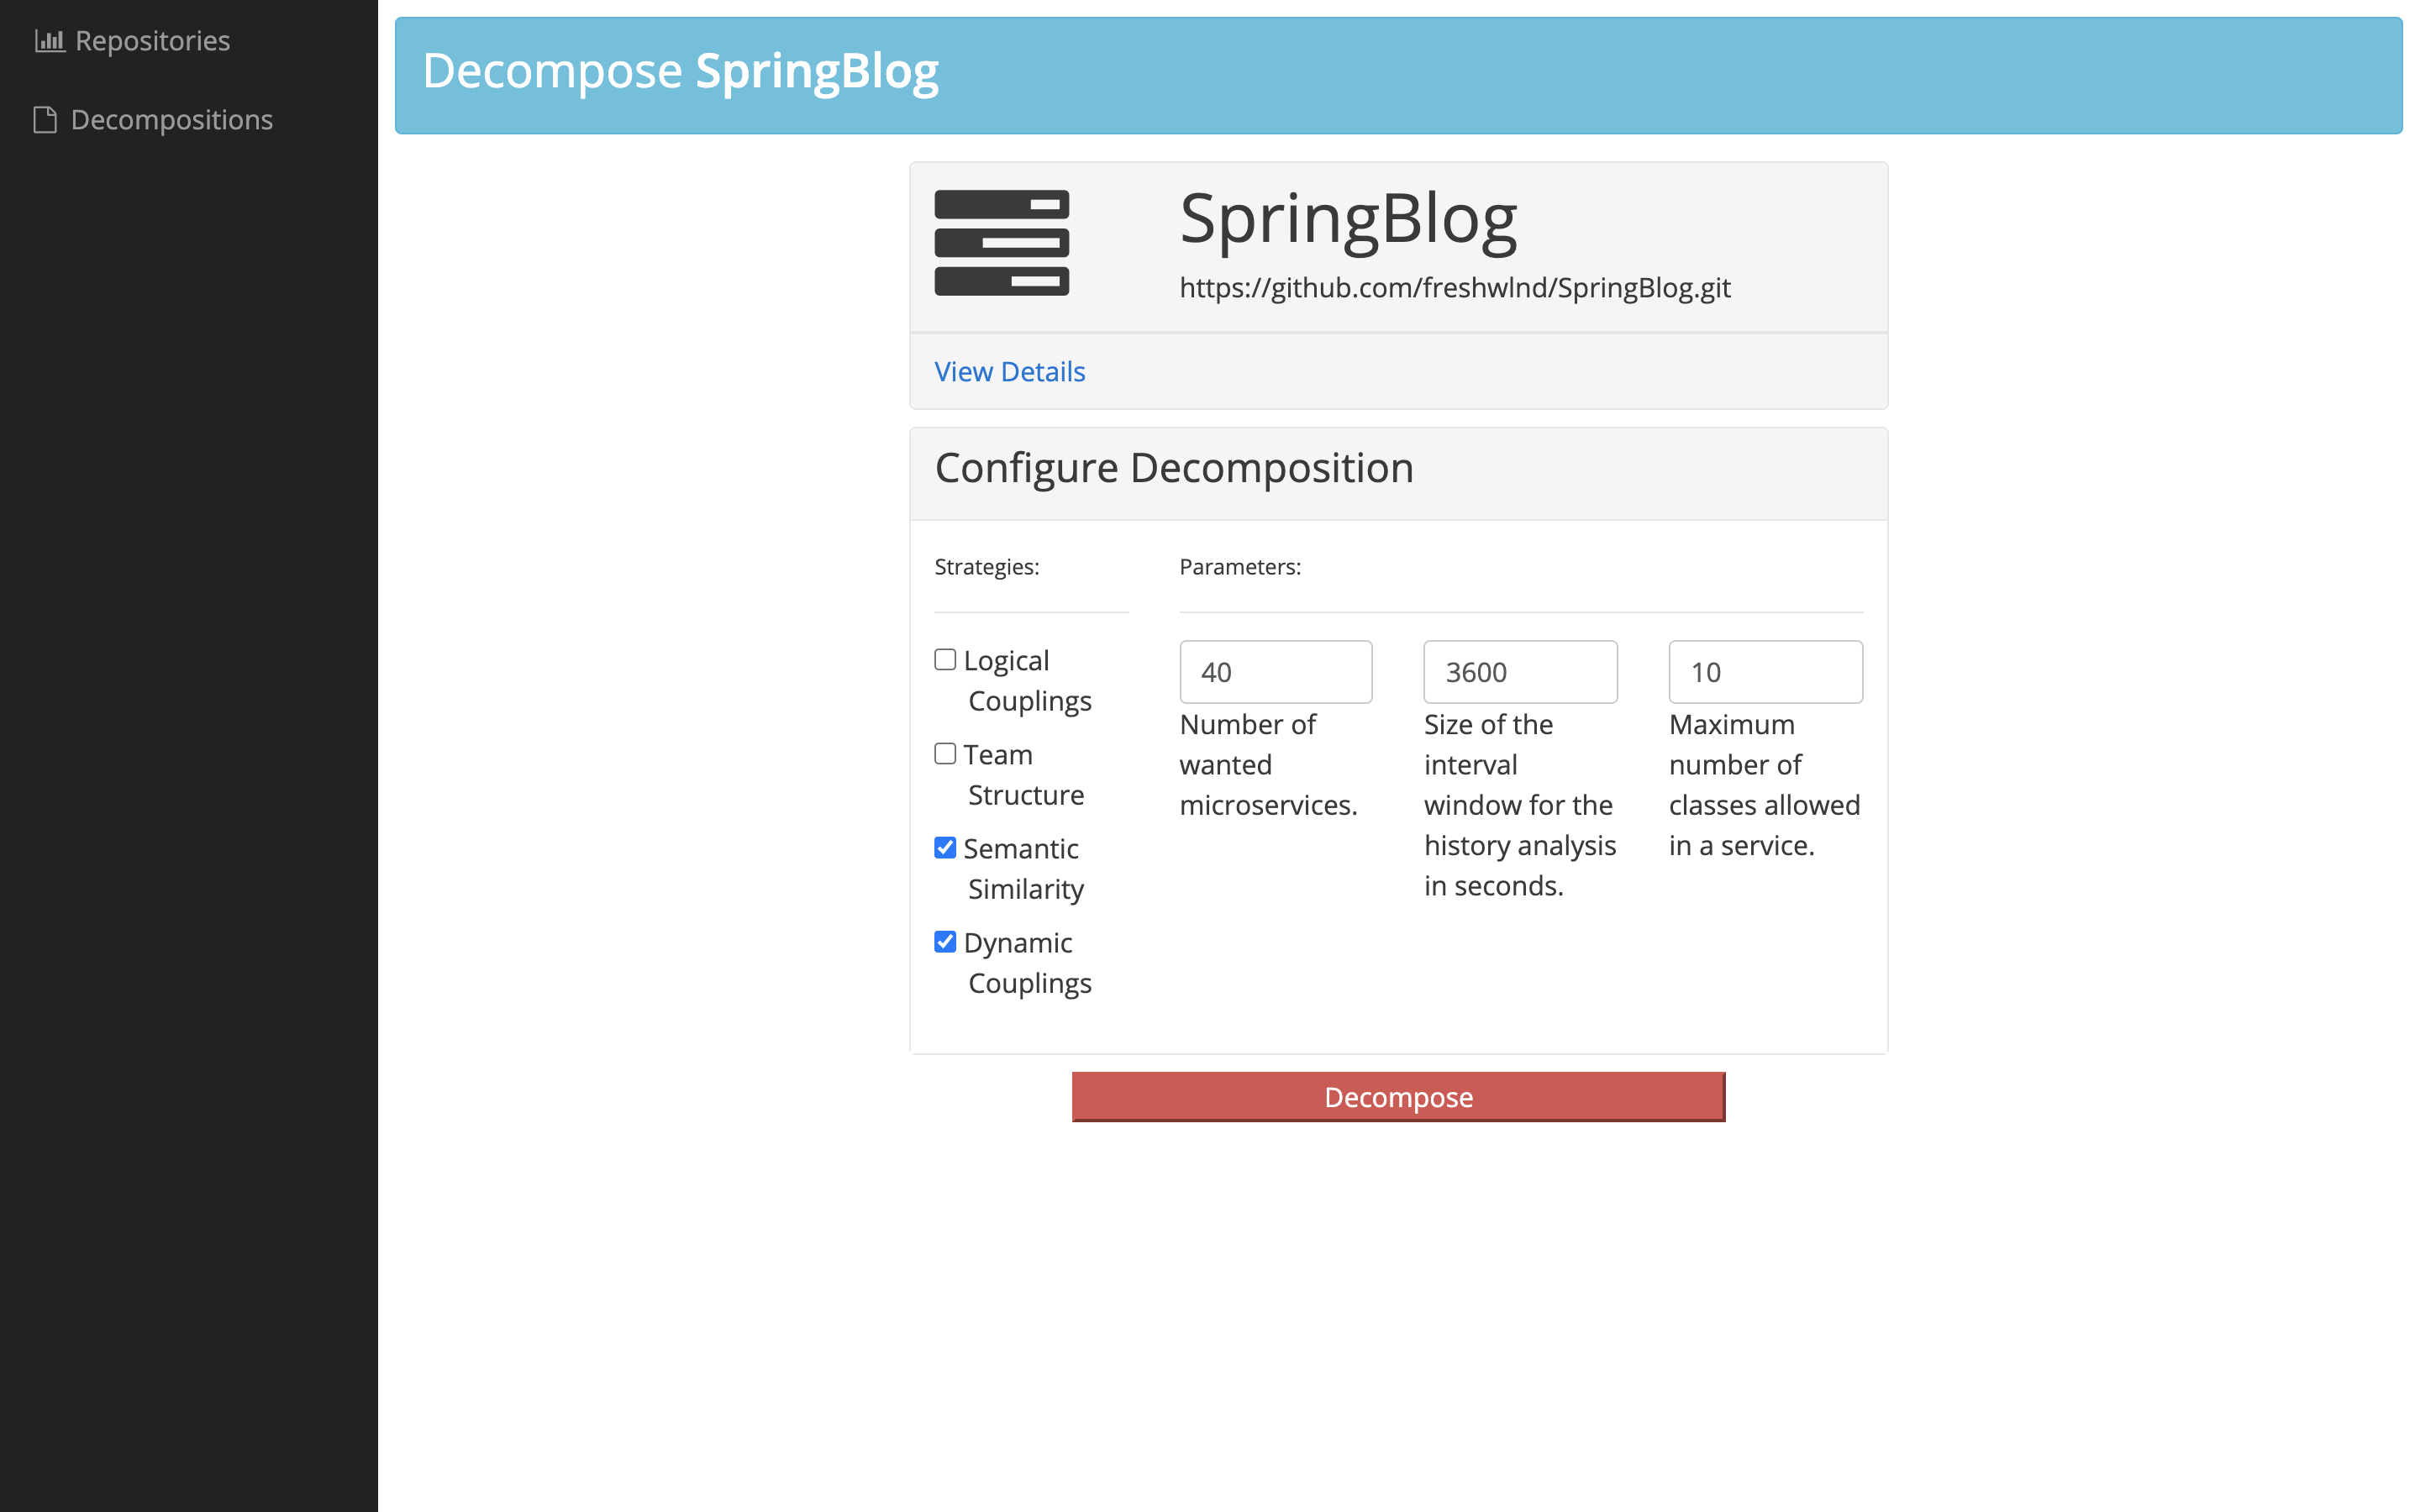 Repositories
Decompositions
Decompose SpringBlog
SpringBlog
https://github.com/freshwlnd/SpringBlog.git
View Details
Configure Decomposition
Strategies:
Logical
Couplings
Team
Structure
Semantic
Similarity
Dynamic
Couplings
Parameters:
40
Number of
wanted
microservices.
3600
Size of the
interval
window for the
history analysis
in seconds.
10
Maximum
number of
classes allowed
in a service.
Decompose